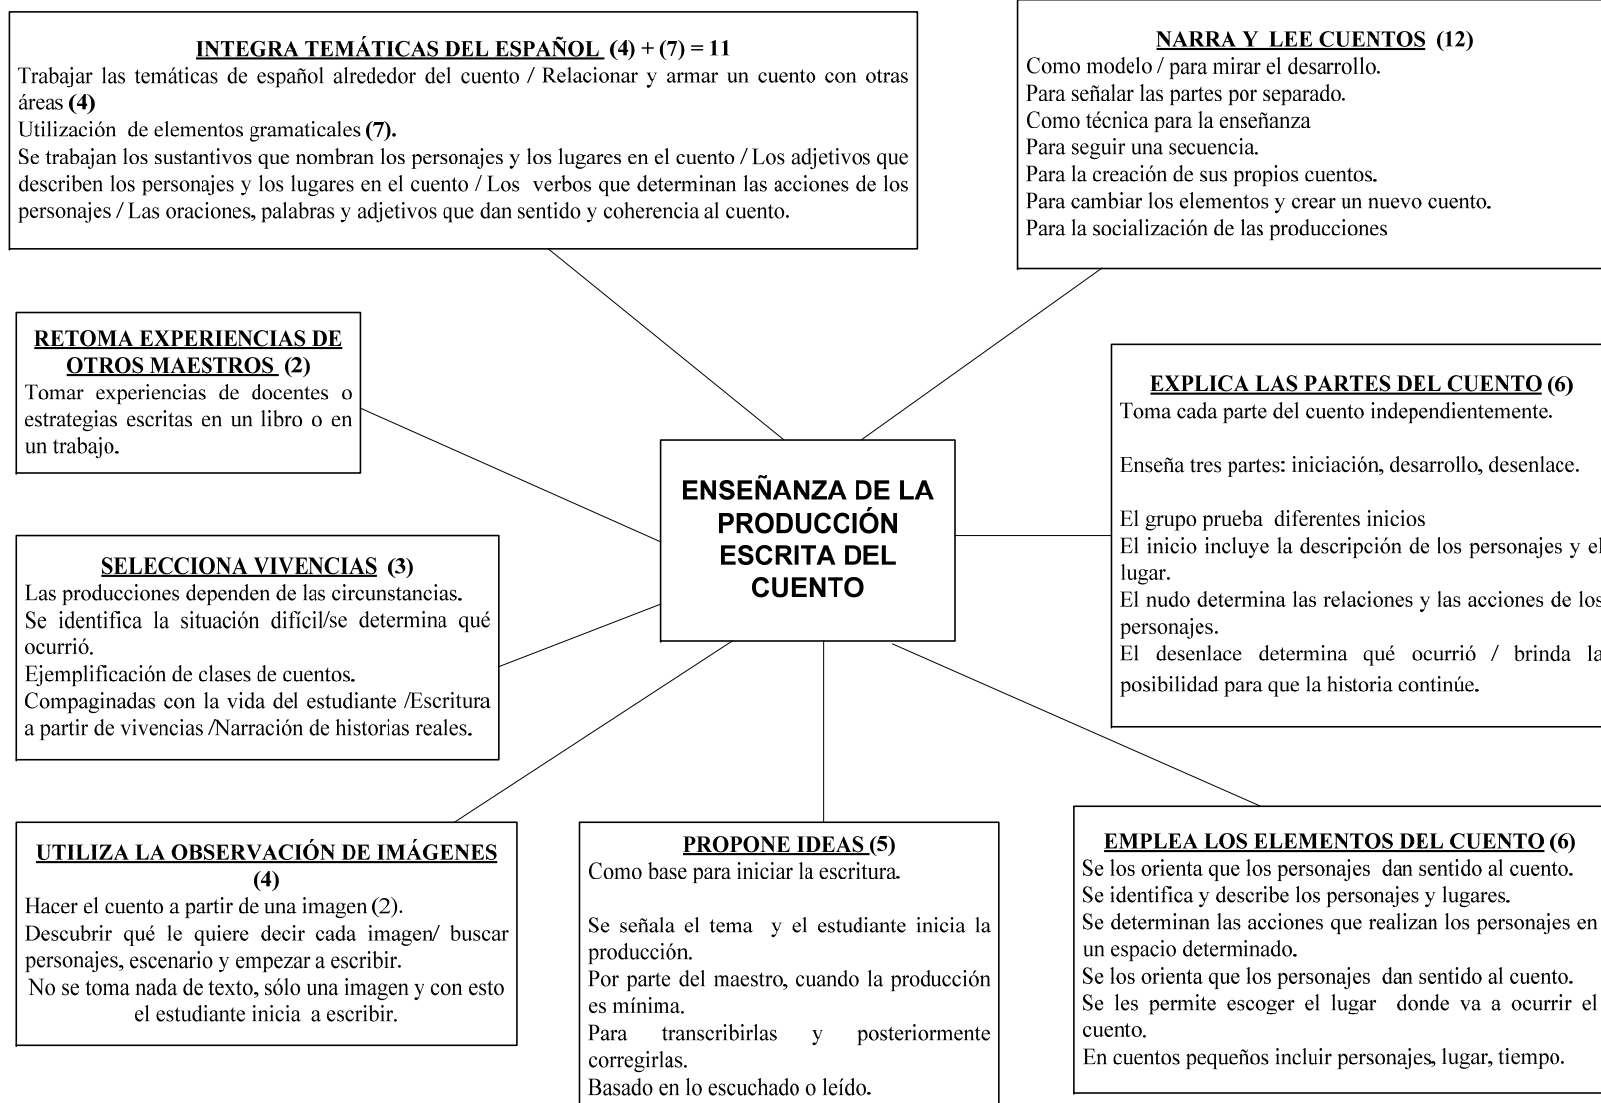 INTEGRA TEMÁTICAS DEL ESPAÑOL (4) + (7) = 11
Trabajar las temáticas de español alrededor del cuento / Relacionar y armar un cuento con otras
áreas (4)
Utilización de elementos gramaticales (7).
Se trabajan los sustantivos que nombran los personajes y los lugares en el cuento / Los adjetivos que
describen los personajes y los lugares en el cuento / Los verbos que determinan las acciones de los
personajes / Las oraciones, palabras y adjetivos que dan sentido y coherencia al cuento.
NARRA Y LEE CUENTOS (12)
Como modelo / para mirar el desarrollo.
Para señalar las partes por separado.
Como técnica para la enseñanza
Para seguir una secuencia.
Para la creación de sus propios cuentos.
Para cambiar los elementos y crear un nuevo cuento.
Para la socialización de las producciones
RETOMA EXPERIENCIAS DE
OTROS MAESTROS (2)
Tomar experiencias de docentes o
estrategias escritas en un libro o en
un trabajo.
EXPLICA LAS PARTES DEL CUENTO (6)
Toma cada parte del cuento independientemente.
Enseña tres partes: iniciación, desarrollo, desenlace.
El grupo prueba diferentes inicios
El inicio incluye la descripción de los personajes y el
lugar.
El nudo determina las relaciones y las acciones de los
personajes.
El desenlace determina qué ocurrió / brinda la
posibilidad para que la historia continúe.
ENSEÑANZA DE LA
PRODUCCIÓN
ESCRITA DEL
CUENTO
SELECCIONA VIVENCIAS (3)
Las producciones dependen de las circunstancias.
Se identifica la situación difícil/se determina qué
ocurrió.
Ejemplificación de clases de cuentos.
Compaginadas con la vida del estudiante /Escritura
a partir de vivencias /Narración de historias reales.
UTILIZA LA OBSERVACIÓN DE IMÁGENES
(4)
Hacer el cuento a partir de una imagen (2).
Descubrir qué le quiere decir cada imagen/ buscar
personajes, escenario y empezar a escribir.
No se toma nada de texto, sólo una imagen y con esto
el estudiante inicia a escribir.
PROPONE IDEAS (5)
Como base para iniciar la escritura.
Se señala el tema y el estudiante inicia la
producción.
Por parte del maestro, cuando la producción
es mínima.
Para transcribirlas y posteriormente
corregirlas.
Basado en lo escuchado o leído.
EMPLEA LOS ELEMENTOS DEL CUENTO (6)
Se los orienta que los personajes dan sentido al cuento.
Se identifica y describe los personajes y lugares.
Se determinan las acciones que realizan los personajes en
un espacio determinado.
Se los orienta que los personajes dan sentido al cuento.
Se les permite escoger el lugar donde va a ocurrir el
cuento.
En cuentos pequeños incluir personajes, lugar, tiempo.